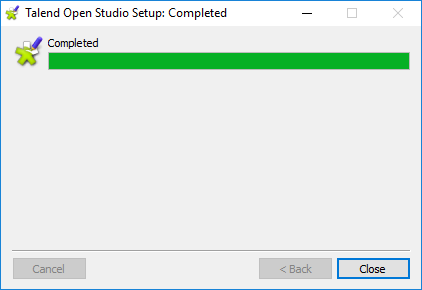 Talend Open Studio Setup: Completed
Completed
Cancel
< Back
Close